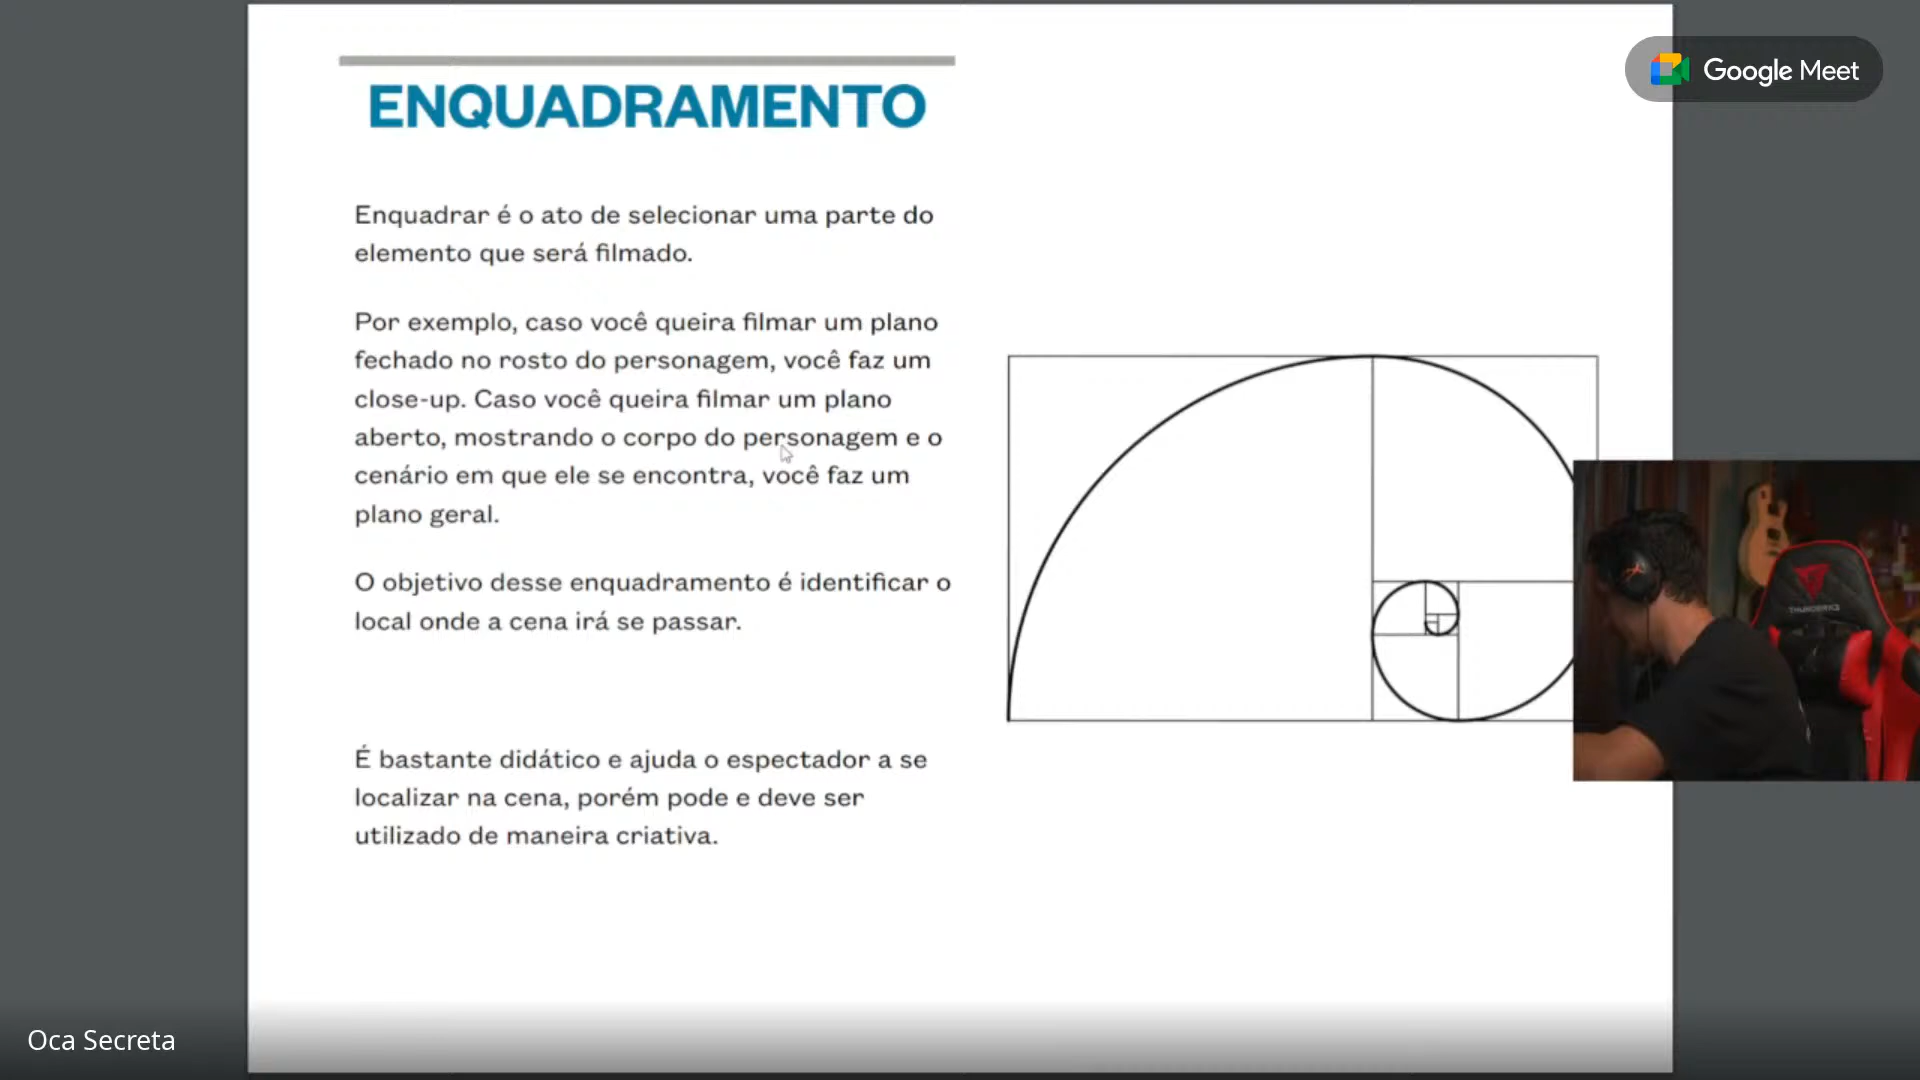 Google Meet
ENQUADRAMENTO
Enquadrar é o ato de selecionar uma parte do
elemento que será filmado.
Por exemplo, caso você queira filmar um plano
fechado no rosto do personagem, você faz um
close-up. Caso você queira filmar um plano
aberto, mostrando o corpo do personagem e o
cenário em que ele se encontra, você faz um
plano geral.
O objetivo desse enquadramento é identificar o
local onde a cena irá se passar.
É bastante didático e ajuda o espectador a se
localizar na cena, porém pode e deve ser
utilizado de maneira criativa.
THUNDERX3
Oca Secreta